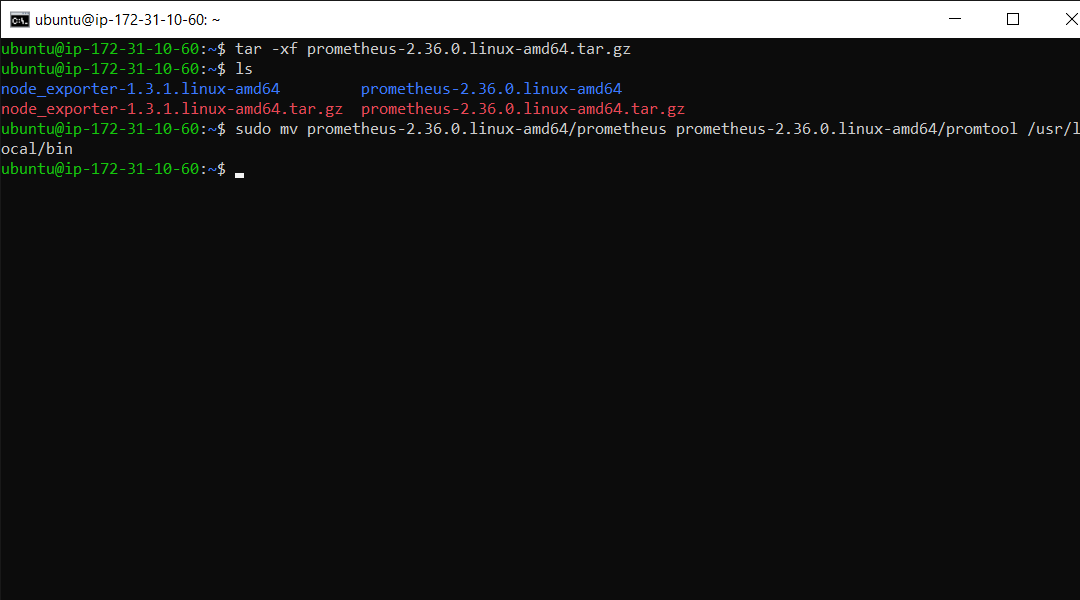 ubuntu@ip-172-31-10-60: ~
ubuntu@ip-172-31-10-60:~$ tar -xf prometheus-2.36.0.linux-amd64.tar.gz
ubuntu@ip-172-31-10-60:~$ ls
node_exporter-1.3.1.linux-amd64         prometheus-2.36.0.linux-amd64
node_exporter-1.3.1.linux-amd64.tar.gz  prometheus-2.36.0.linux-amd64.tar.gz
ubuntu@ip-172-31-10-60:~$ sudo mv prometheus-2.36.0.linux-amd64/prometheus prometheus-2.36.0.linux-amd64/promtool /usr/l
ocal/bin
ubuntu@ip-172-31-10-60:~$